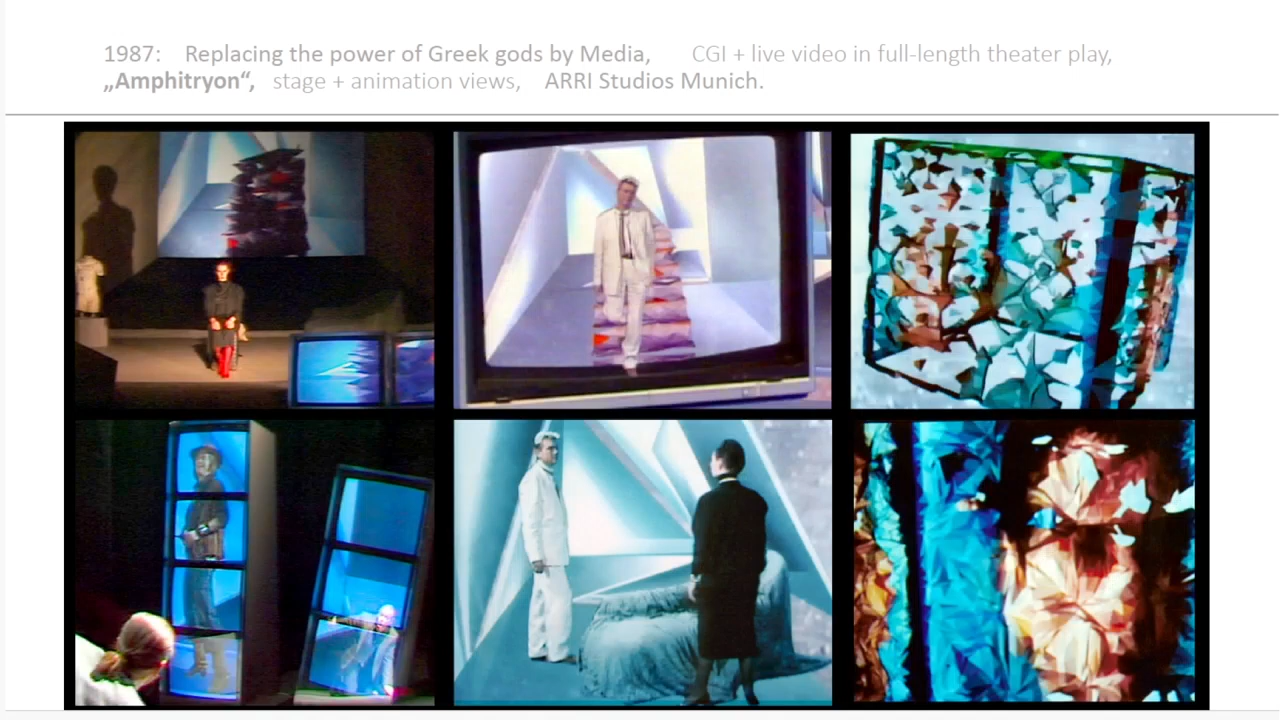 1987: Replacing the power of Greek gods by Media, CGI + live video in full-length theater play,
„Amphitryon“, stage + animation views, ARRI Studios Munich.